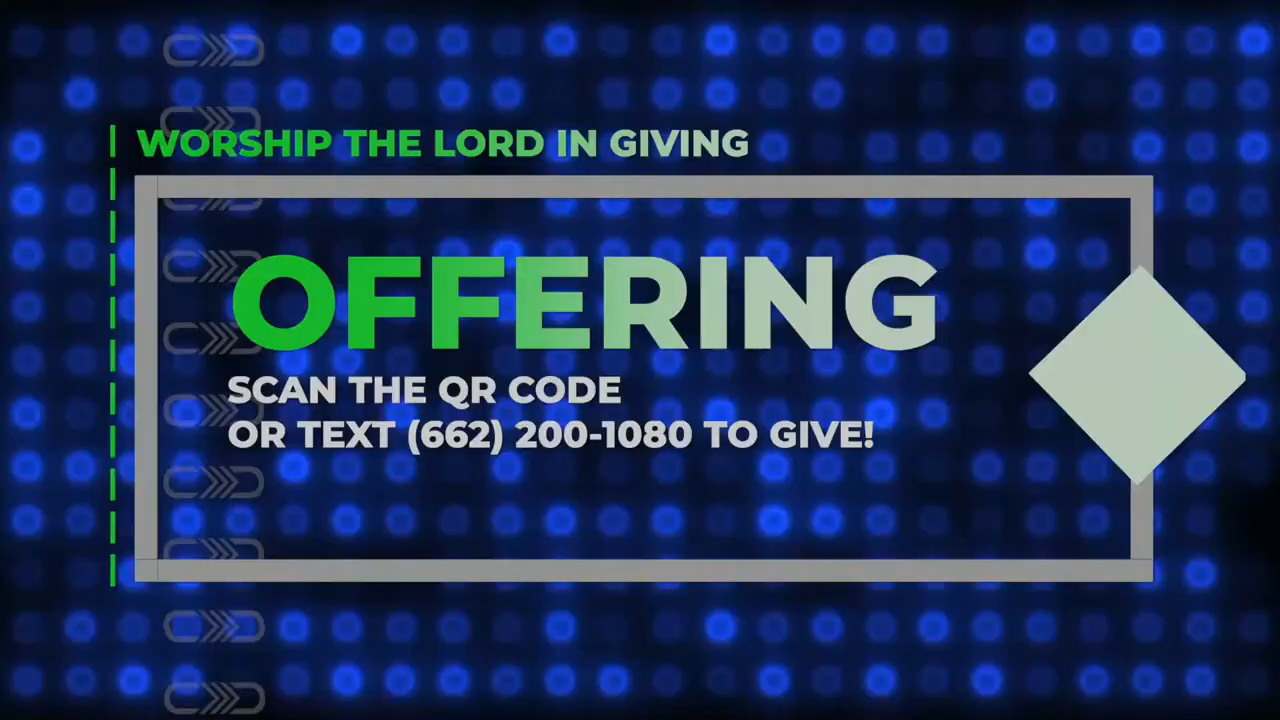 WORSHIP THE LORD IN GIVING
OFFERING
SCAN THE QR CODE
OR TEXT (662) 200-1080 TO GIVE!